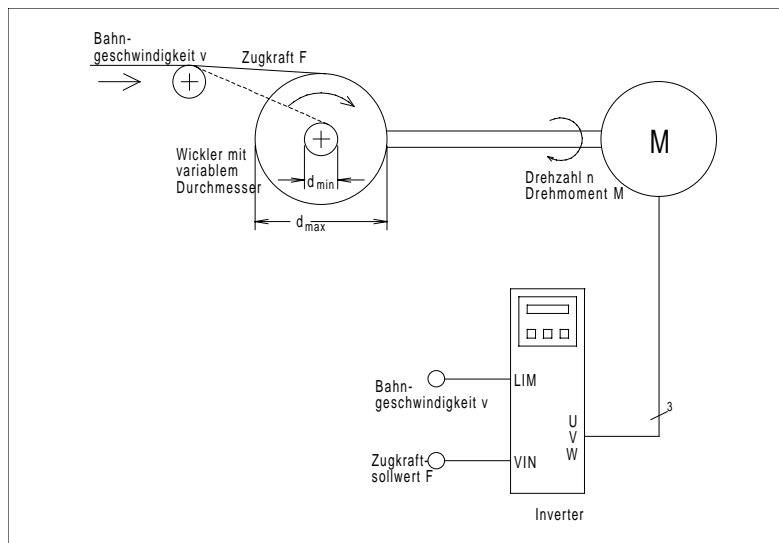 Bahn-
geschwindigkeit v
Zugkraft F
Wickler mit
variablem
Durchmesser
d min
d max
M
Drehzahl n
Drehmoment M
Bahn-
geschwindigkeit v
LIM
3
U
V
W
Zugkraft-
sollwert F
VIN
Inverter